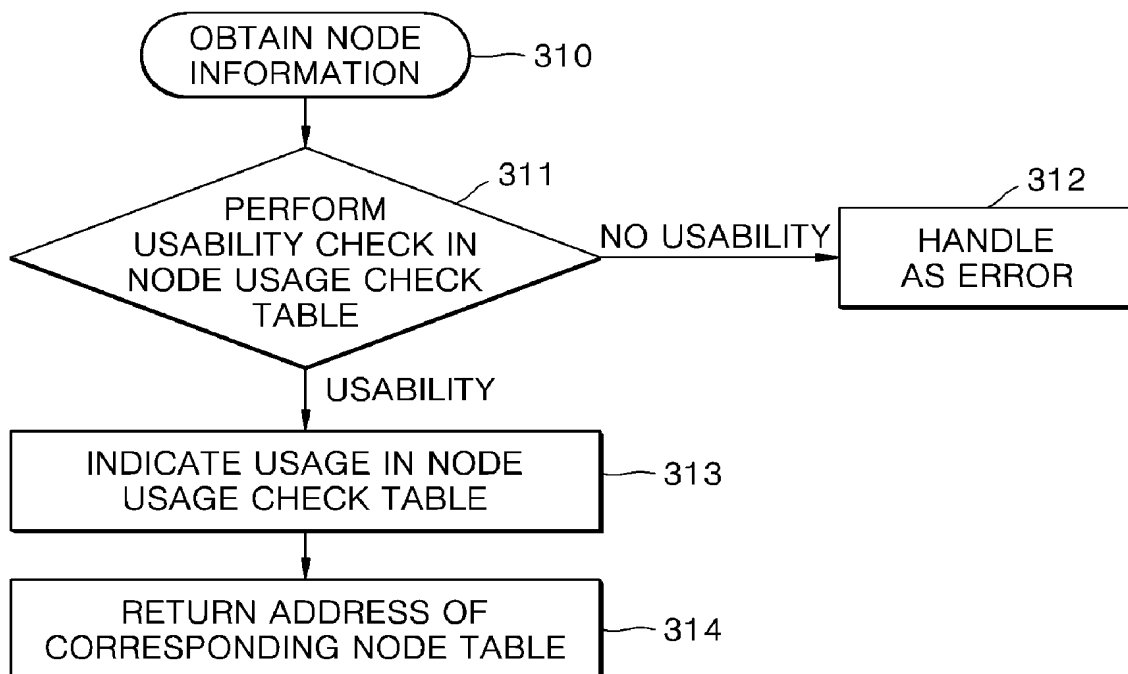 OBTAIN NODE
INFORMATION
310
311
PERFORM
USABILITY CHECK IN
NODE USAGE CHECK
TABLE
NO USABILITY
312
HANDLE
AS ERROR
USABILITY
INDICATE USAGE IN NODE
USAGE CHECK TABLE
313
RETURN ADDRESS OF
CORRESPONDING NODE TABLE
314